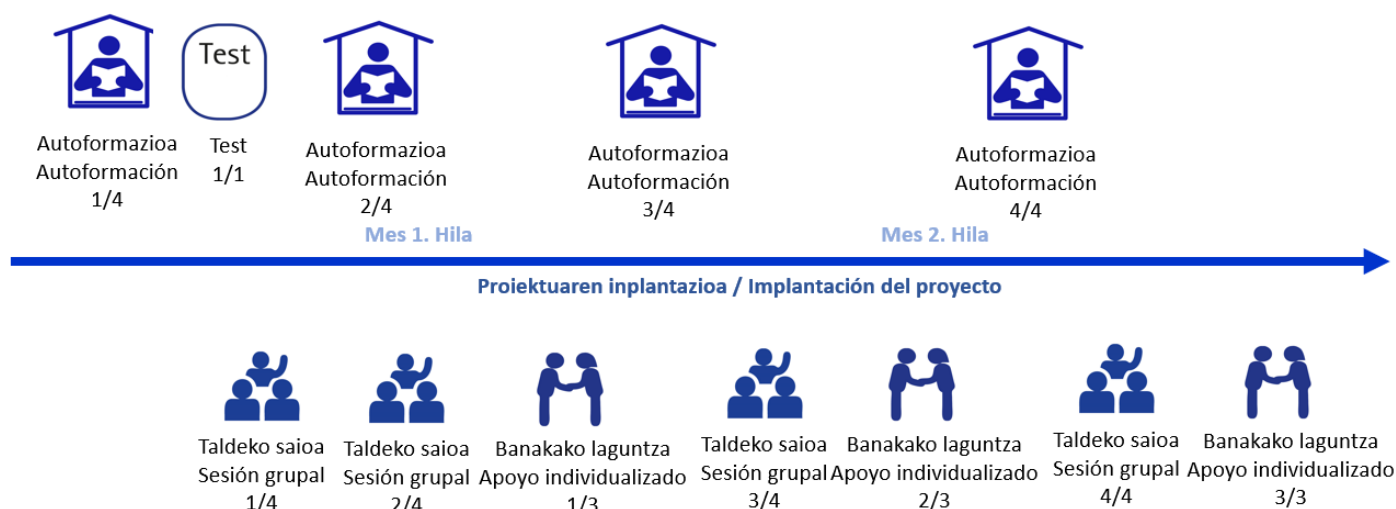 Test
Autoformazioa
Autoformación
1/4
Test
1/1
Autoformazioa
Autoformación
2/4
Autoformazioa
Autoformación
3/4
Autoformazioa
Autoformación
4/4
Mes 1. Hila
Mes 2. Hila
Proiektuaren inplantazioa / Implantación del proyecto
Taldeko saioa
Sesión grupal
1/4
Taldeko saioa
Sesión grupal
2/4
Banakako laguntza
Apoyo individualizado
1/3
Taldeko saioa
Sesión grupal
3/4
Banakako laguntza
Apoyo individualizado
2/3
Taldeko saioa
Sesión grupal
4/4
Banakako laguntza
Apoyo individualizado
3/3